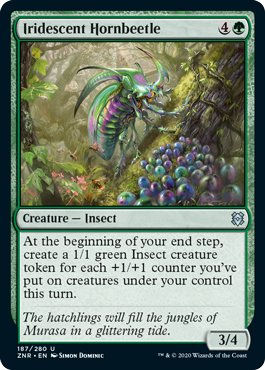 Iridescent Hornbeetle 4
Creature — Insect
At the beginning of your end step,
create a 1/1 green Insect creature
token for each +1/+1 counter you've
put on creatures under your control
this turn.
The hatchlings will fill the jungles of
Murasa in a glittering tide.
3/4
187/280 U
ZNR • EN SIMON DOMINIC
™ & © 2020 Wizards of the Coast